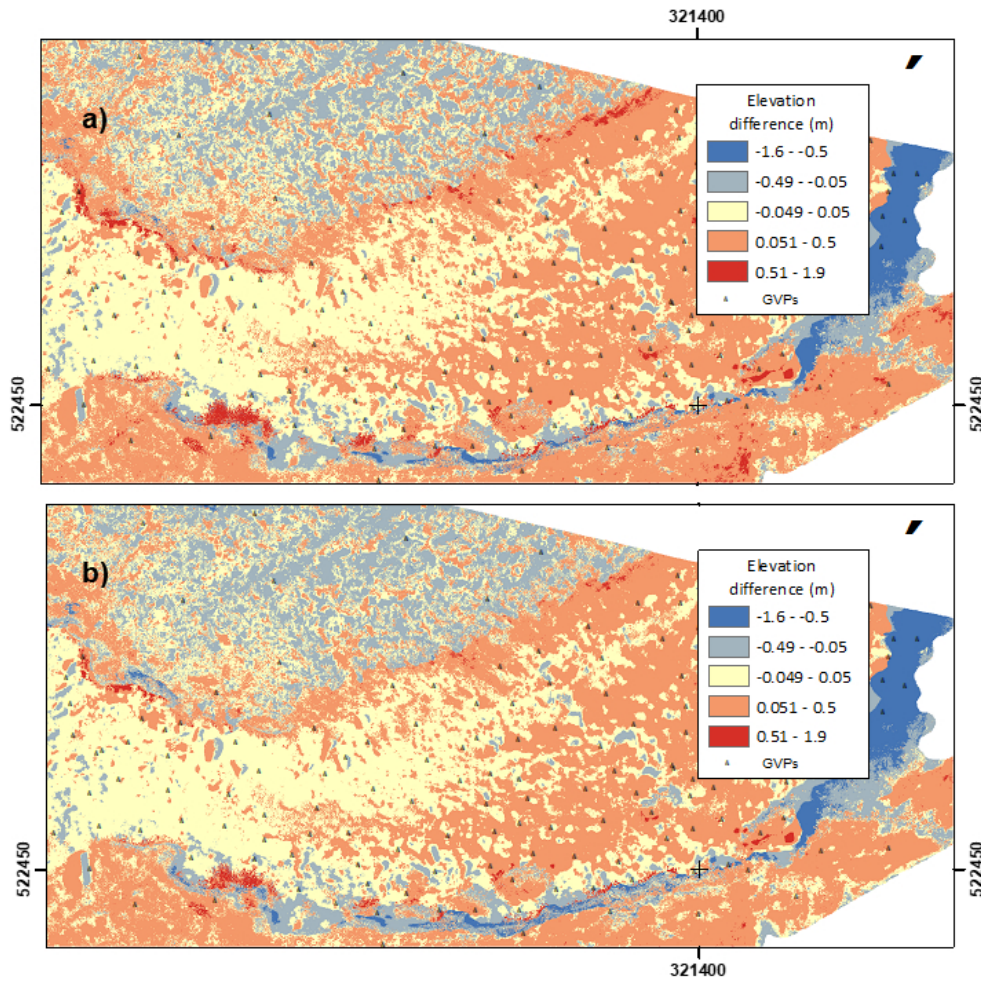 321400
a)
Elevation
difference (m)
-1.6 - -0.5
-0.49 - -0.05
-0.049 - 0.05
0.051 - 0.5
0.51 - 1.9
GVPs
522450
522450
b)
Elevation
difference (m)
-1.6 - -0.5
-0.49 - -0.05
-0.049 - 0.05
0.051 - 0.5
0.51 - 1.9
GVPs
522450
522450
321400